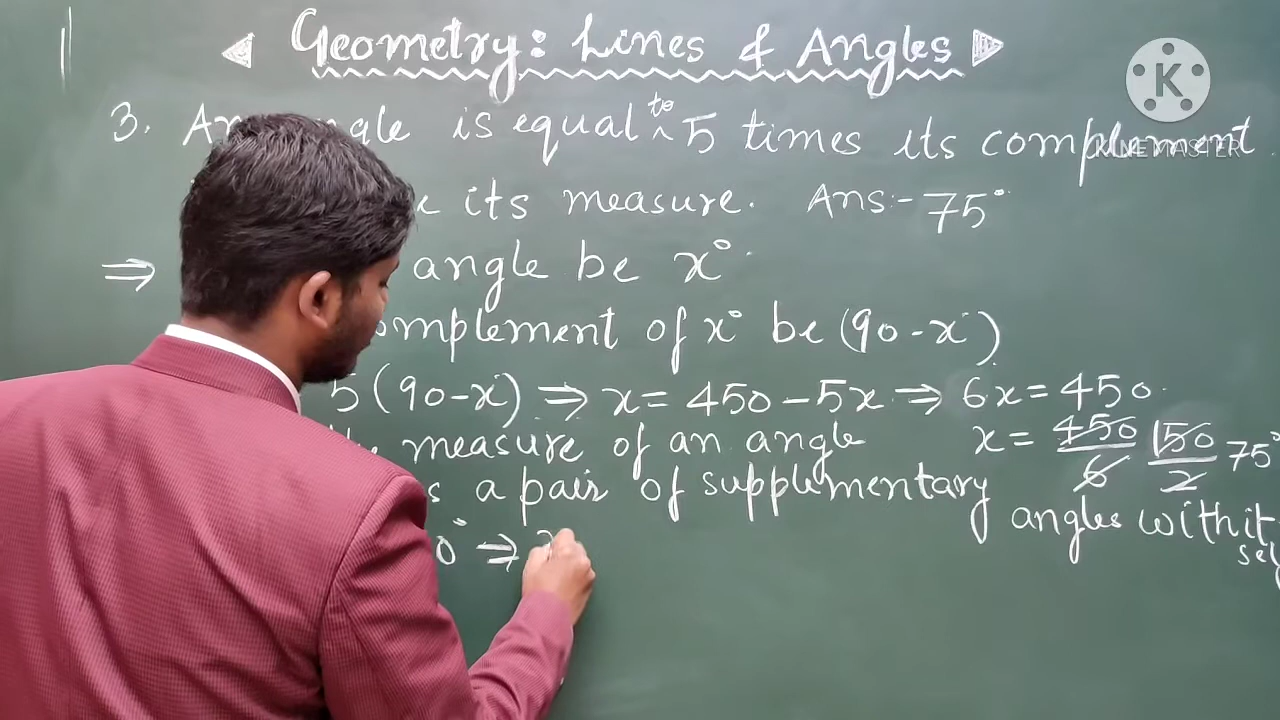 Geometry: Lines & Angles
3. An angle is equal to 5 times its complement
its measure. Ans:- 75°
⇒ angle be x°.
complement of x° be (90-x)
5(90-x) ⇒ x = 450-5x ⇒ 6x = 450.
measure of an angle x = 450/6 150/2 75°
a pair of supplementary angles with it
0° ⇒
K
KINEMASTER